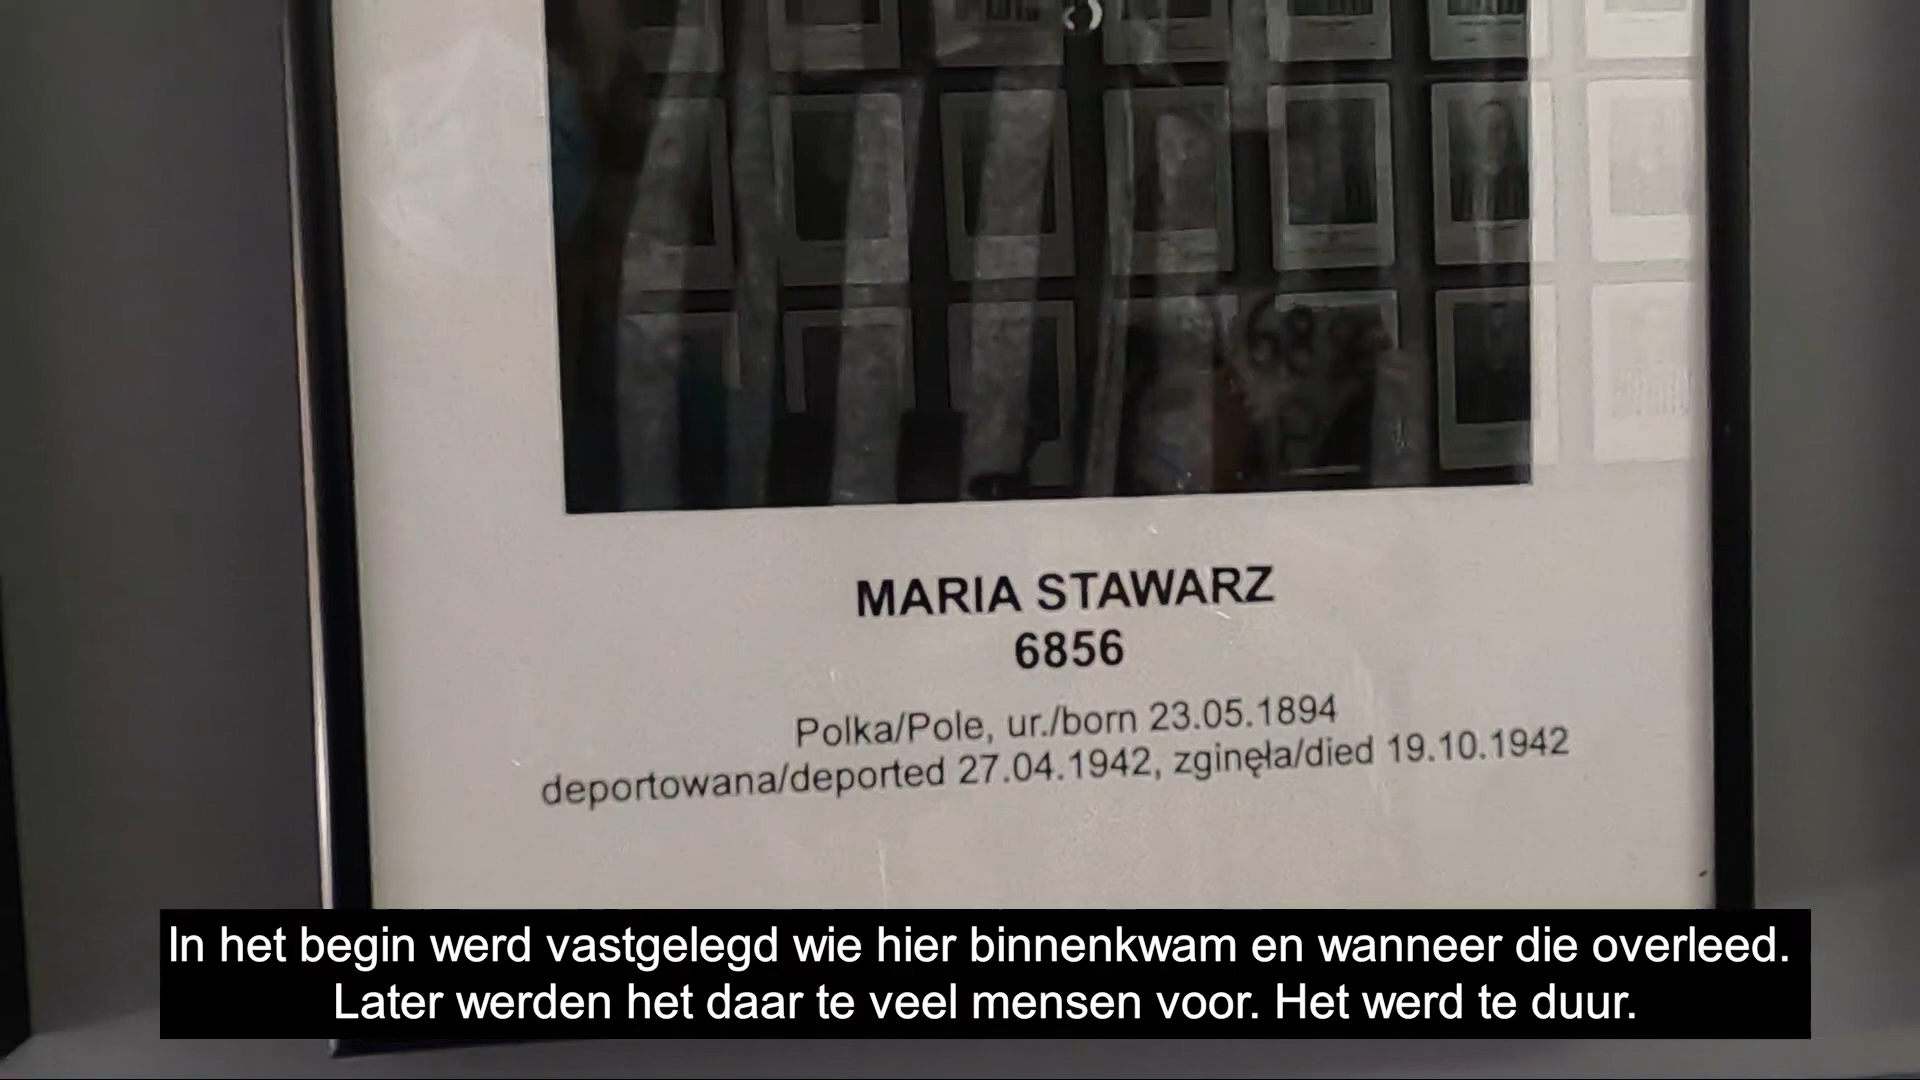 MARIA STAWARZ
6856
Polka/Pole, ur./born 23.05.1894
deportowana/deported 27.04.1942, zginęła/died 19.10.1942
In het begin werd vastgelegd wie hier binnenkwam en wanneer die overleed.
Later werden het daar te veel mensen voor. Het werd te duur.